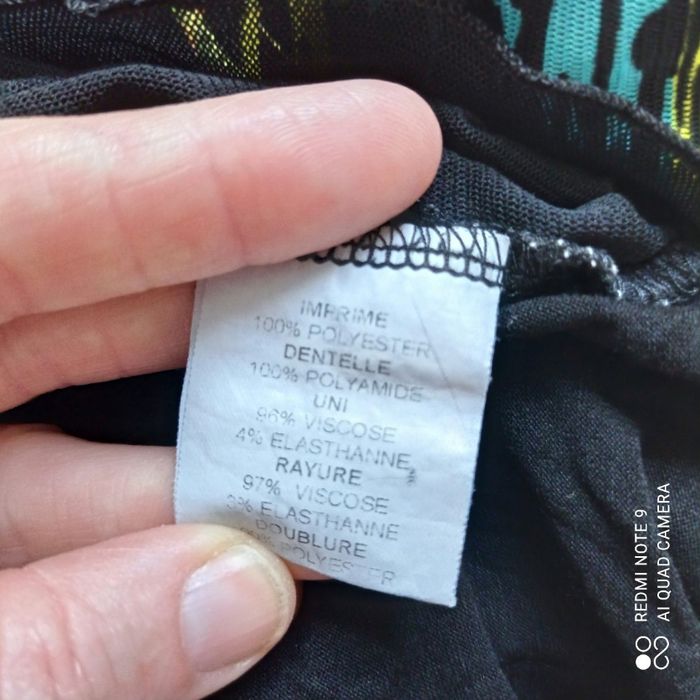 IMPRIME
100% POLYESTER
DENTELLE
100% POLYAMIDE
UNI
96% VISCOSE
4% ELASTHANNE
RAYURE
97% VISCOSE
3% ELASTHANNE
DOUBLURE
POLYESTER
REDMI NOTE 9
AI QUAD CAMERA